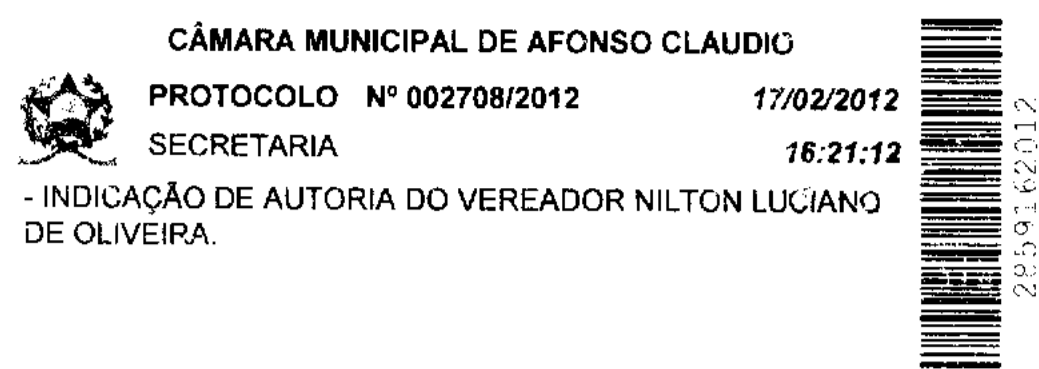 CÂMARA MUNICIPAL DE AFONSO CLAUDIO
PROTOCOLO Nº 002708/2012 17/02/2012
SECRETARIA 16:21:12
- INDICAÇÃO DE AUTORIA DO VEREADOR NILTON LUCIANO
DE OLIVEIRA.
2859162012